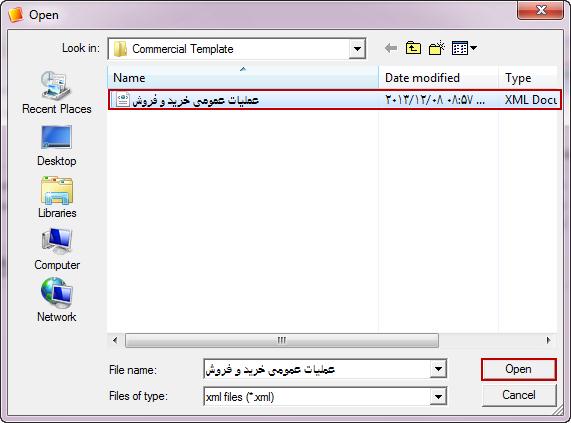 Open
Look in: Commercial Template
Name Date modified Type
عملیات عمومی خرید و فروش ۲۰۱۳/۱۲/۰۸ ۰۸:۵۷ ... XML Docu
Recent Places
Desktop
Libraries
Computer
Network
File name: عملیات عمومی خرید و فروش Open
Files of type: xml files (*.xml) Cancel